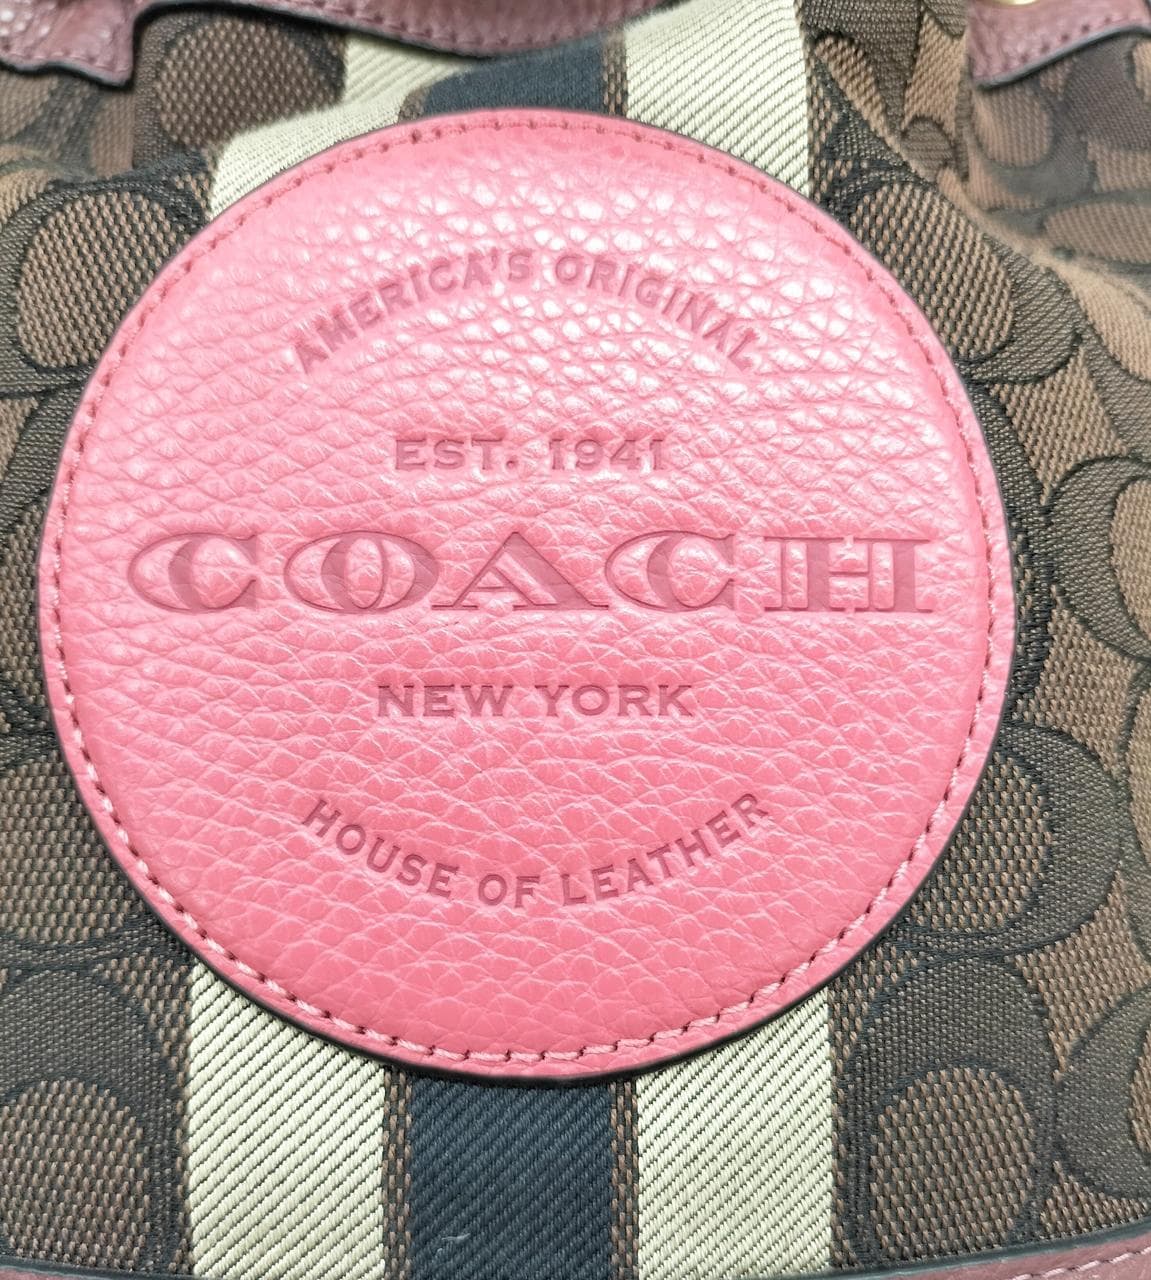 AMERICA'S ORIGINAL
EST. 1941
COACH
NEW YORK
HOUSE OF LEATHER